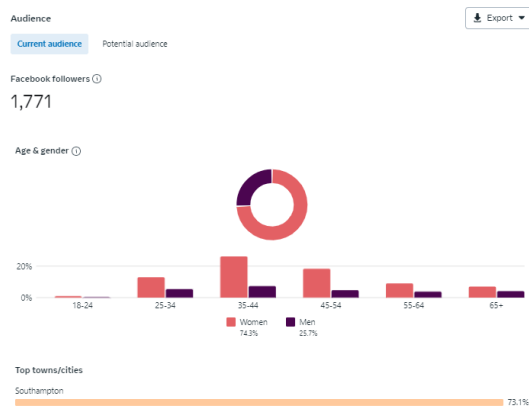 Audience
Export
Current audience Potential audience
Facebook followers
1,771
Age & gender
20%
0%
18-24 25-34 35-44 45-54 55-64 65+
Women Men
74.3% 25.7%
Top towns/cities
Southampton
73.1%